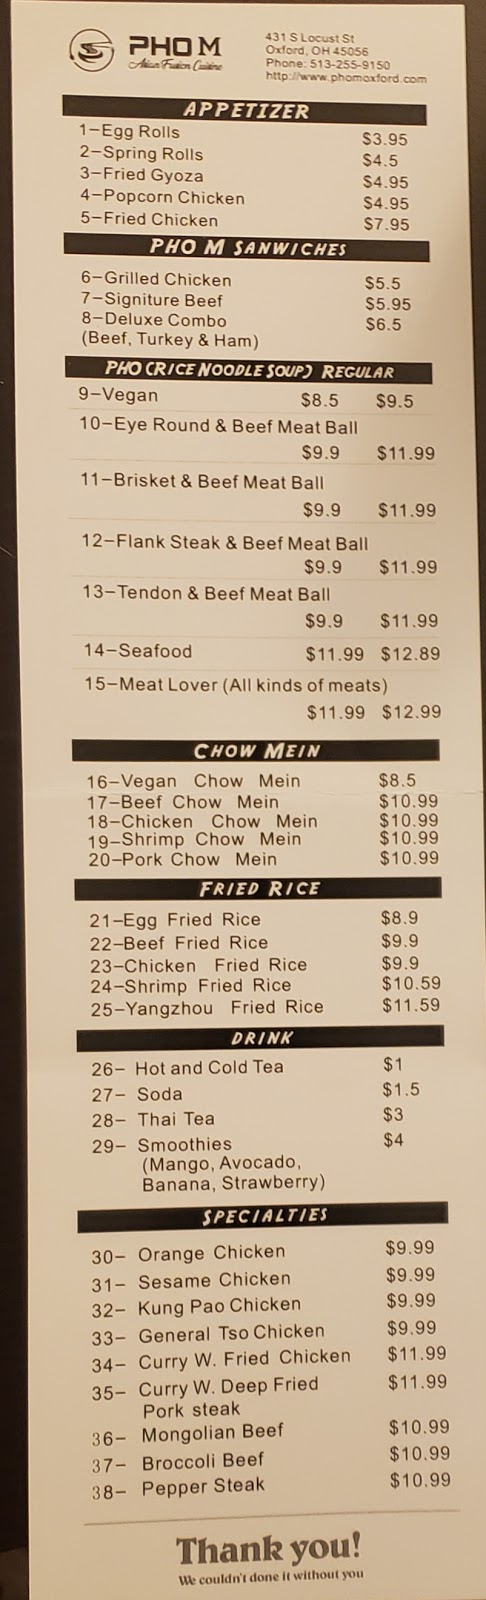 PHO M
Asian Fusion Cuisine
431 S Locust St
Oxford, OH 45056
Phone: 513-255-9150
http://www.phomoxford.com
APPETIZER
1-Egg Rolls $3.95
2-Spring Rolls $4.5
3-Fried Gyoza $4.95
4-Popcorn Chicken $4.95
5-Fried Chicken $7.95
PHO M SANWICHES
6-Grilled Chicken $5.5
7-Signiture Beef $5.95
8-Deluxe Combo $6.5
(Beef, Turkey & Ham)
PHO (RICE NOODLE SOUP) REGULAR
9-Vegan $8.5 $9.5
10-Eye Round & Beef Meat Ball
$9.9 $11.99
11-Brisket & Beef Meat Ball
$9.9 $11.99
12-Flank Steak & Beef Meat Ball
$9.9 $11.99
13-Tendon & Beef Meat Ball
$9.9 $11.99
14-Seafood $11.99 $12.89
15-Meat Lover (All kinds of meats)
$11.99 $12.99
CHOW MEIN
16-Vegan Chow Mein $8.5
17-Beef Chow Mein $10.99
18-Chicken Chow Mein $10.99
19-Shrimp Chow Mein $10.99
20-Pork Chow Mein $10.99
FRIED RICE
21-Egg Fried Rice $8.9
22-Beef Fried Rice $9.9
23-Chicken Fried Rice $9.9
24-Shrimp Fried Rice $10.59
25-Yangzhou Fried Rice $11.59
DRINK
26- Hot and Cold Tea $1
27- Soda $1.5
28- Thai Tea $3
29- Smoothies $4
(Mango, Avocado,
Banana, Strawberry)
SPECIALTIES
30- Orange Chicken $9.99
31- Sesame Chicken $9.99
32- Kung Pao Chicken $9.99
33- General Tso Chicken $9.99
34- Curry W. Fried Chicken $11.99
35- Curry W. Deep Fried $11.99
Pork steak
36- Mongolian Beef $10.99
37- Broccoli Beef $10.99
38- Pepper Steak $10.99
Thank you!
We couldn't done it without you